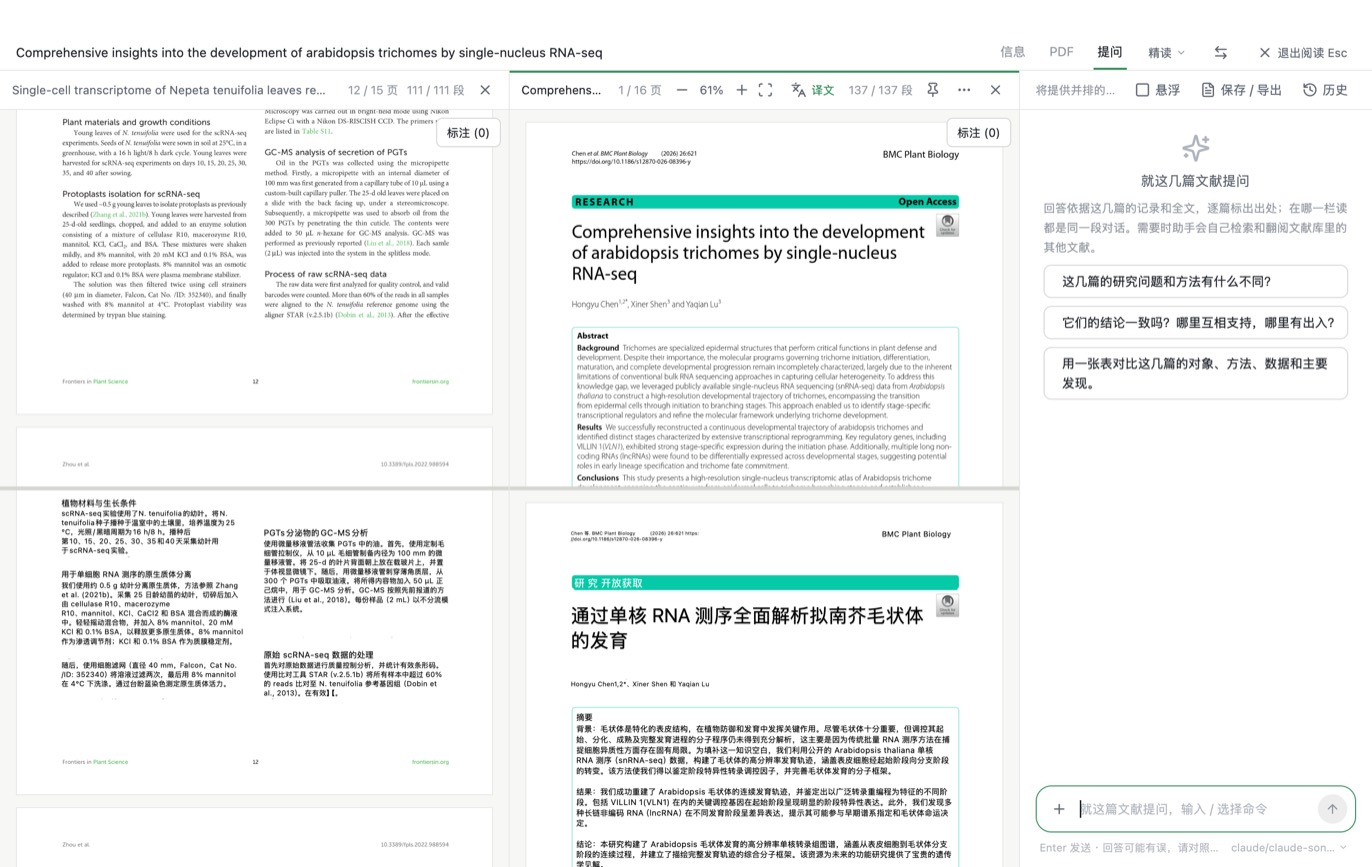 Comprehensive insights into the development of arabidopsis trichomes by single-nucleus RNA-seq
信息
PDF
提问
精读
退出阅读 Esc
Single-cell transcriptome of Nepeta tenuifolia leaves re...
12 / 15 页
111 / 111 段
Comprehens...
1 / 16 页
61%
译文
137 / 137 段
将提供并排的...
悬浮
保存 / 导出
历史
标注 (0)
Plant materials and growth conditions
Young leaves of N. tenuifolia were used for the scRNA-seq
experiments. Seeds of N. tenuifolia were sown in soil at 25°C, in a
greenhouse, with a 16 h light/8 h dark cycle. Young leaves were
harvested for scRNA-seq experiments on days 10, 15, 20, 25, 30,
35, and 40 after sowing.
Protoplasts isolation for scRNA-seq
We used ~0.5 g young leaves to isolate protoplasts as previously
described (Zhang et al., 2021b). Young leaves were harvested from
25-d-old seedlings, chopped, and added to an enzyme solution
consisting of a mixture of cellulase R10, macerozyme R10,
mannitol, KCl, CaCl2, and BSA. These mixtures were shaken
mildly, and 8% mannitol, with 20 mM KCl and 0.1% BSA, was
added to release more protoplasts. 8% mannitol was an osmotic
regulator; KCl and 0.1% BSA were plasma membrane stabilizer.
The solution was then filtered twice using cell strainers
(40 μm in diameter, Falcon, Cat No. /ID: 352340), and finally
washed with 8% mannitol at 4°C. Protoplast viability was
determined by trypan blue staining.
Microscopy was carried out in bright-field mode using Nikon
Eclipse Ci with a Nikon DS-RISCISH CCD. The primers
are listed in Table S11.
GC-MS analysis of secretion of PGTs
Oil in the PGTs was collected using the micropipette
method. Firstly, a micropipette with an internal diameter of
100 mm was first generated from a capillary tube of 10 μL using a
custom-built capillary puller. The 25-d old leaves were placed on
a slide with the back facing up, under a stereomicroscope.
Subsequently, a micropipette was used to absorb oil from the
300 PGTs by penetrating the thin cuticle. The contents were
added to 50 μL n-hexane for GC-MS analysis. GC-MS was
performed as previously reported (Liu et al., 2018). Each samle
(2 μL) was injected into the system in the splitless mode.
Process of raw scRNA-seq data
The raw data were first analyzed for quality control, and valid
barcodes were counted. More than 60% of the reads in all samples
were aligned to the N. tenuifolia reference genome using the
aligner STAR (v.2.5.1b) (Dobin et al., 2013). After the effective
Frontiers in Plant Science
12
frontiersin.org
Zhou et al.
10.3389/fpls.2022.988594
植物材料与生长条件
scRNA-seq 实验使用了N. tenuifolia的幼叶。将N.
tenuifolia种子播种于温室中的土壤里，培养温度为25
°C，光照/黑暗周期为16 h/8 h。播种后
第10、15、20、25、30、35和40天采集幼叶用
于scRNA-seq实验。
用于单细胞 RNA 测序的原生质体分离
我们使用约 0.5 g 幼叶分离原生质体，方法参照 Zhang
et al. (2021b)。采集 25 日龄幼苗的幼叶，切碎后加入
由 cellulase R10、macerozyme
R10、mannitol、KCl、CaCl2 和 BSA 混合而成的酶液
中。轻轻振动混合物，并加入 8% mannitol、20 mM
KCl 和 0.1% BSA，以释放更多原生质体。8% mannitol
作为渗透调节剂；KCl 和 0.1% BSA 作为质膜稳定剂。
随后，使用细胞滤网（直径 40 mm，Falcon，Cat No.
/ID: 352340）将溶液过滤两次，最后用 8% mannitol
在 4°C 下洗涤。通过台盼蓝染色测定原生质体活力。
PGTs分泌物的GC-MS分析
使用微量移液管法收集 PGTs 中的油。首先，使用定制毛
细管拉制仪，从 10 μL 毛细管制备内径为 100 mm 的微
量移液管。将 25-d 的叶片背面朝上放在载玻片上，并置
于体视显微镜下。随后，用微量移液管刺穿薄角质层，从
300 个 PGTs 中吸取油液。将所得内容物加入 50 μL 正
己烷中，用于 GC-MS 分析。GC-MS 按照先前报道的方
法进行 (Liu et al., 2018)。每份样品 (2 mL) 以不分流模
式注入系统。
原始 scRNA-seq 数据的处理
首先对原始数据进行质量控制分析，并统计有效条形码。
使用比对工具 STAR (v.2.5.1b) 将所有样本中超过 60%
的 reads 比对至 N. tenuifolia 参考基因组 (Dobin et
al., 2013)。在有效】【。
Frontiers in Plant Science
12
frontiersin.org
Zhou et al.
10.3389/fpls.2022.988594
标注 (0)
Chen et al. BMC Plant Biology (2026) 26:621
https://doi.org/10.1186/s12870-026-08396-y
BMC Plant Biology
RESEARCH
Open Access
Comprehensive insights into the development
of arabidopsis trichomes by single-nucleus
RNA-seq
Hongyu Chen1,2*, Xiner Shen3 and Yaqian Lu3
Abstract
Background Trichomes are specialized epidermal structures that perform critical functions in plant defense and
development. Despite their importance, the molecular programs governing trichome initiation, differentiation,
maturation, and complete developmental progression remain incompletely characterized, largely due to the inherent
limitations of conventional bulk RNA sequencing approaches in capturing cellular heterogeneity. To address this
knowledge gap, we leveraged publicly available single-nucleus RNA sequencing (snRNA-seq) data from Arabidopsis
thaliana to construct a high-resolution developmental trajectory of trichomes, encompassing the transition
from epidermal cells through initiation to branching stages. This approach enabled us to identify stage-specific
transcriptional regulators and refine the molecular framework underlying trichome development.
Results We successfully reconstructed a continuous developmental trajectory of arabidopsis trichomes and
identified distinct stages characterized by extensive transcriptional reprogramming. Key regulatory genes, including
VILLIN 1(VLN1), exhibited strong stage-specific expression during the initiation phase. Additionally, multiple long non-
coding RNAs (lncRNAs) were found to be differentially expressed across developmental stages, suggesting potential
roles in early lineage specification and trichome fate commitment.
Conclusions This study presents a high-resolution single-nucleus transcriptomic atlas of Arabidopsis trichome
Chen 等. BMC Plant Biology (2026) 26:621 https:
//doi.org/10.1186/s12870-026-08396-y
BMC Plant Biology
研究 开放获取
通过单核 RNA 测序全面解析拟南芥毛状体
的发育
Hongyu Chen1,2*、Xiner Shen 和 Yaqian Lu
摘要
背景：毛状体是特化的表皮结构，在植物防御和发育中发挥关键作用。尽管毛状体十分重要，但调控其起
始、分化、成熟及完整发育进程的分子程序仍未得到充分解析，这主要是因为传统批量 RNA 测序方法在捕
捉细胞异质性方面存在固有局限。为填补这一知识空白，我们利用公开的 Arabidopsis thaliana 单核
RNA 测序 (snRNA-seq) 数据，构建了毛状体的高分辨率发育轨迹，涵盖表皮细胞经起始阶段向分支阶段
的转变。该方法使我们得以鉴定阶段特异性转录调控因子，并完善毛状体发育的分子框架。
结果：我们成功重建了 Arabidopsis 毛状体的连续发育轨迹，并鉴定出以广泛转录重编程为特征的不同阶
段。包括 VILLIN 1(VLN1) 在内的关键调控基因在起始阶段呈现明显的阶段特异性表达。此外，我们发现多
种长链非编码 RNA (lncRNA) 在不同发育阶段呈差异表达，提示其可能参与早期谱系指定和毛状体命运决
定。
结论：本研究构建了 Arabidopsis 毛状体发育的高分辨率单核转录组图谱，涵盖从表皮细胞到毛状体分支
阶段的连续过程，并建立了描绘完整发育轨迹的综合分子框架。该资源为未来的功能研究提供了宝贵的遗传
学见解。
就这几篇文献提问
回答依据这几篇的记录和全文，逐篇标出出处；在哪一栏读
都是同一段对话。需要时助手会自己检索和翻阅文献库里的
其他文献。
这几篇的研究问题和方法有什么不同？
它们的结论一致吗？哪里互相支持，哪里有出入？
用一张表对比这几篇的对象、方法、数据和主要
发现。
就这篇文献提问，输入 / 选择命令
Enter 发送 · 回答可能有误，请对照...
claude/claude-son...